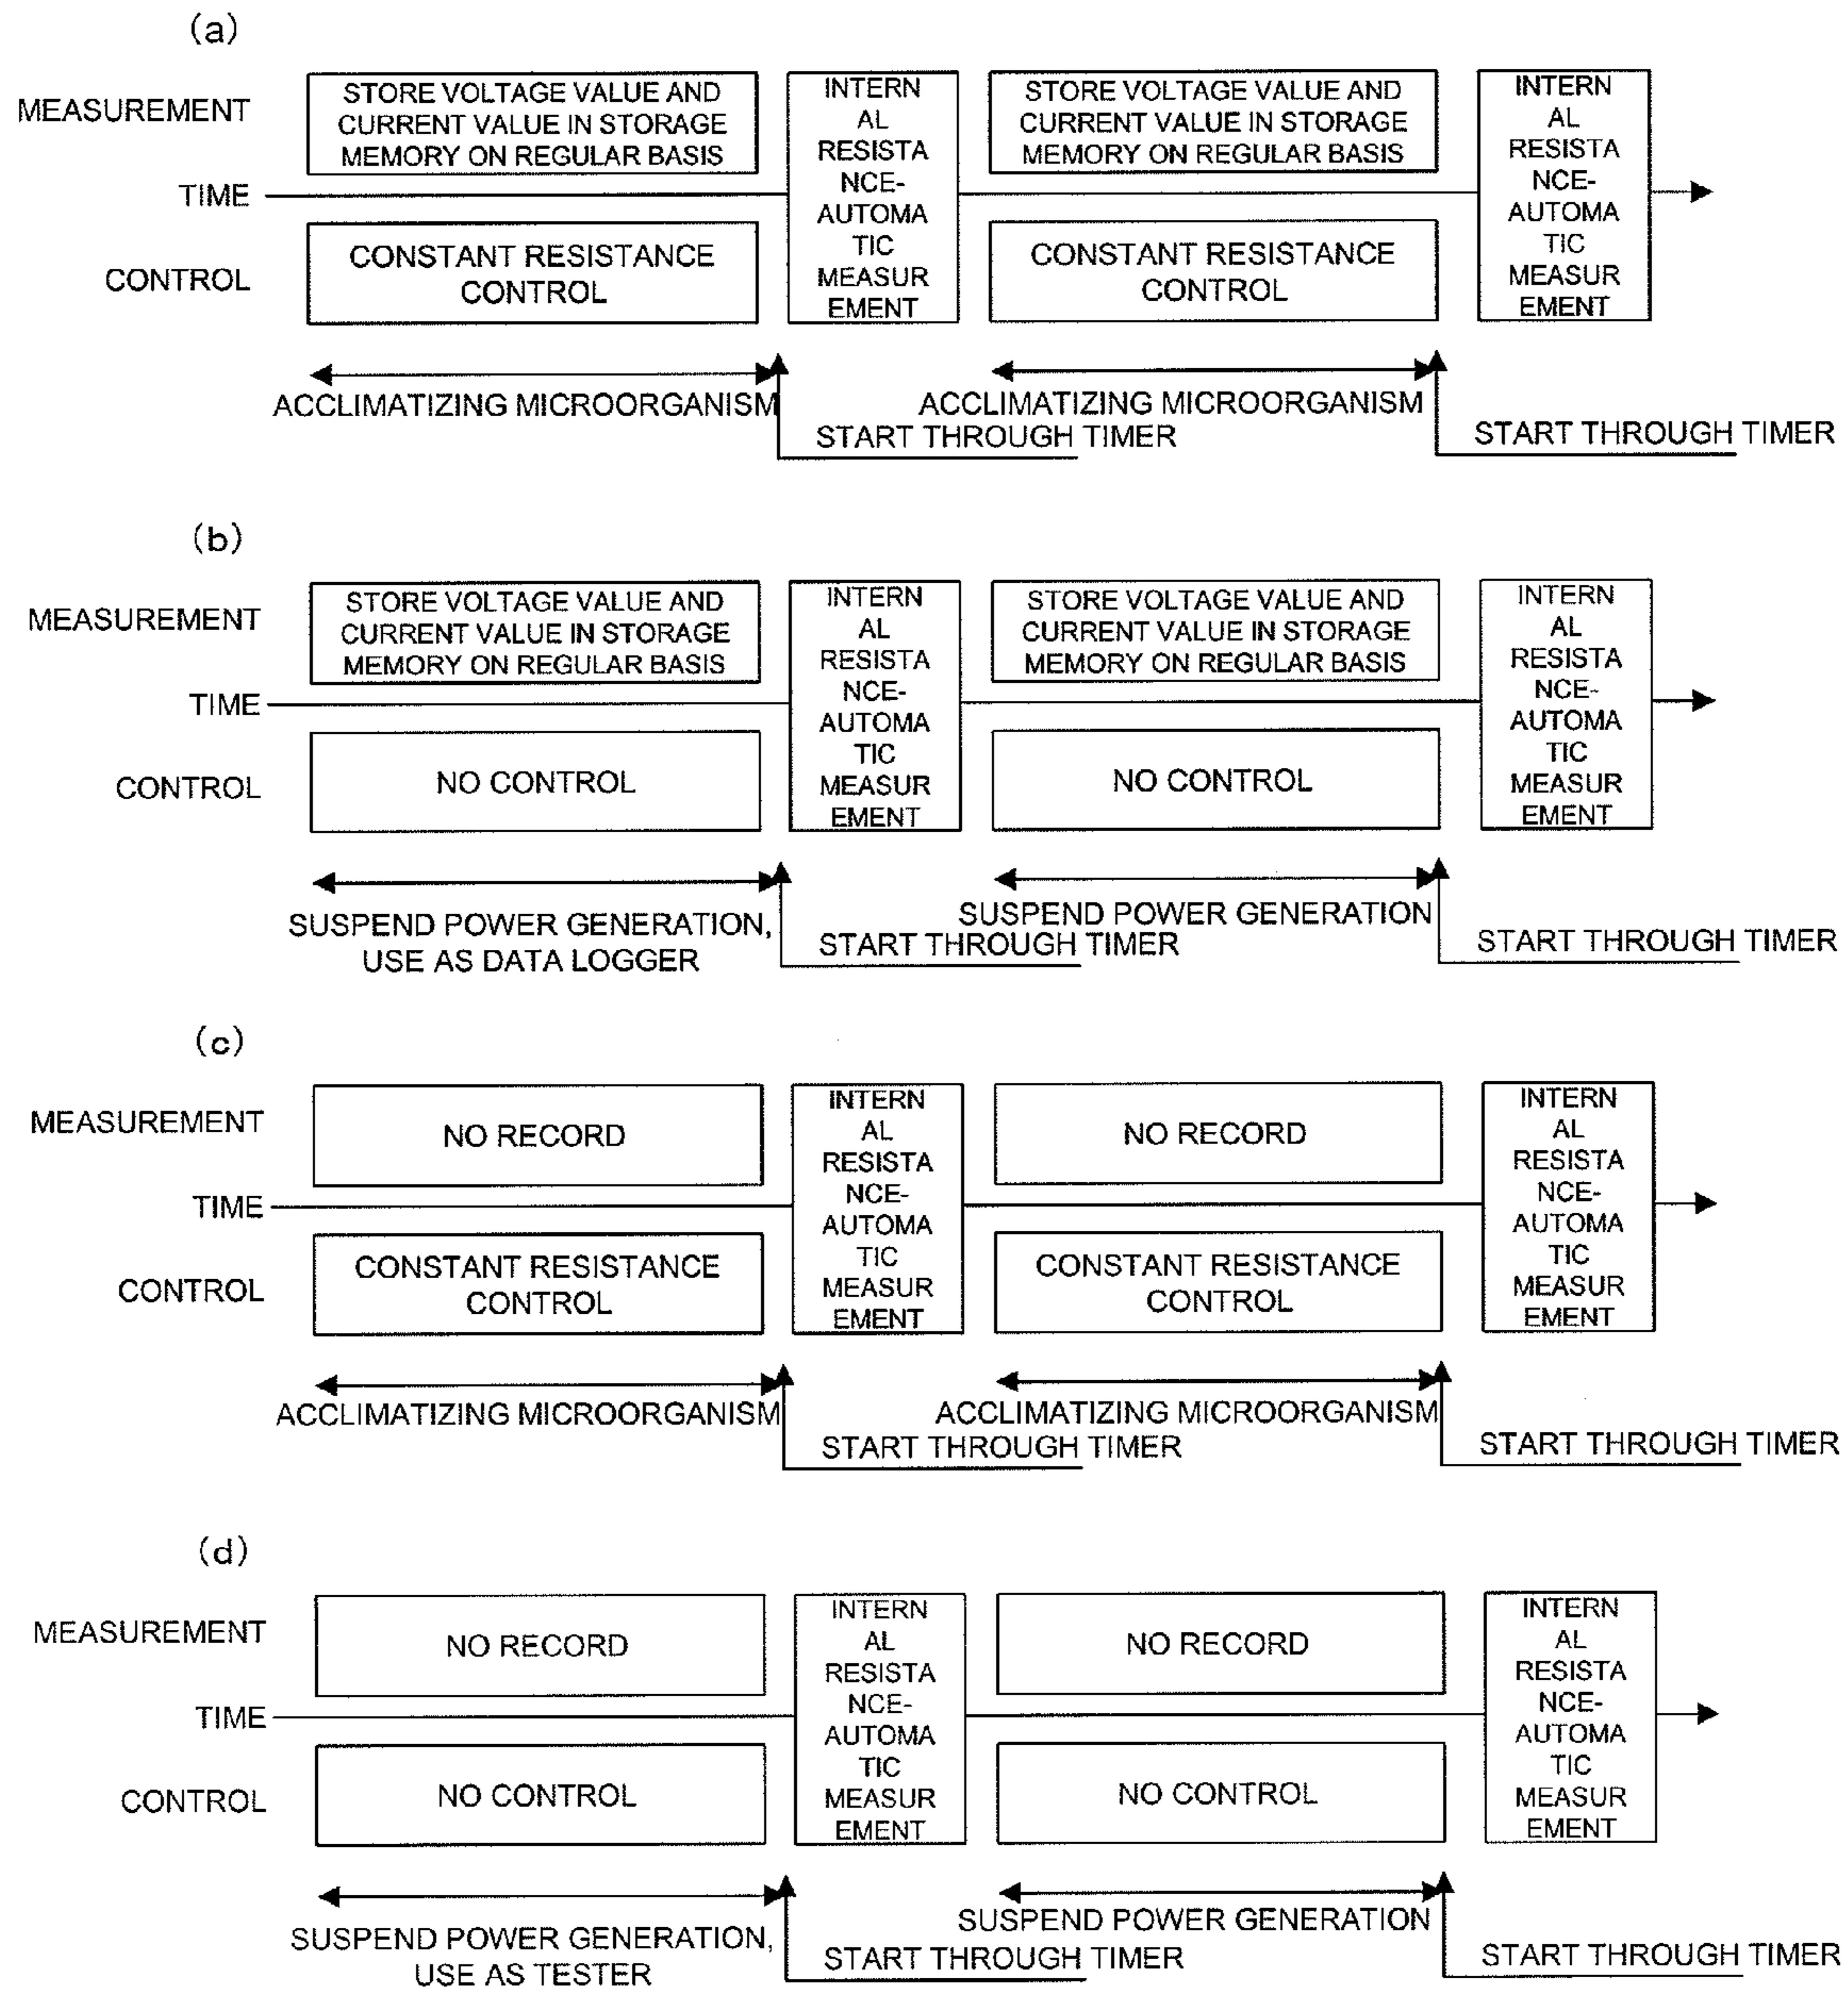 (a)
MEASUREMENT
STORE VOLTAGE VALUE AND
CURRENT VALUE IN STORAGE
MEMORY ON REGULAR BASIS
INTERN
AL
RESISTA
NCE-
AUTOMA
TIC
MEASUR
EMENT
STORE VOLTAGE VALUE AND
CURRENT VALUE IN STORAGE
MEMORY ON REGULAR BASIS
INTERN
AL
RESISTA
NCE-
AUTOMA
TIC
MEASUR
EMENT
TIME
CONTROL
CONSTANT RESISTANCE
CONTROL
CONSTANT RESISTANCE
CONTROL
ACCLIMATIZING MICROORGANISM
START THROUGH TIMER
ACCLIMATIZING MICROORGANISM
START THROUGH TIMER
(b)
MEASUREMENT
STORE VOLTAGE VALUE AND
CURRENT VALUE IN STORAGE
MEMORY ON REGULAR BASIS
INTERN
AL
RESISTA
NCE-
AUTOMA
TIC
MEASUR
EMENT
STORE VOLTAGE VALUE AND
CURRENT VALUE IN STORAGE
MEMORY ON REGULAR BASIS
INTERN
AL
RESISTA
NCE-
AUTOMA
TIC
MEASUR
EMENT
TIME
CONTROL
NO CONTROL
NO CONTROL
SUSPEND POWER GENERATION,
USE AS DATA LOGGER
START THROUGH TIMER
SUSPEND POWER GENERATION
START THROUGH TIMER
(c)
MEASUREMENT
NO RECORD
INTERN
AL
RESISTA
NCE-
AUTOMA
TIC
MEASUR
EMENT
NO RECORD
INTERN
AL
RESISTA
NCE-
AUTOMA
TIC
MEASUR
EMENT
TIME
CONTROL
CONSTANT RESISTANCE
CONTROL
CONSTANT RESISTANCE
CONTROL
ACCLIMATIZING MICROORGANISM
START THROUGH TIMER
ACCLIMATIZING MICROORGANISM
START THROUGH TIMER
(d)
MEASUREMENT
NO RECORD
INTERN
AL
RESISTA
NCE-
AUTOMA
TIC
MEASUR
EMENT
NO RECORD
INTERN
AL
RESISTA
NCE-
AUTOMA
TIC
MEASUR
EMENT
TIME
CONTROL
NO CONTROL
NO CONTROL
SUSPEND POWER GENERATION,
USE AS TESTER
START THROUGH TIMER
SUSPEND POWER GENERATION
START THROUGH TIMER